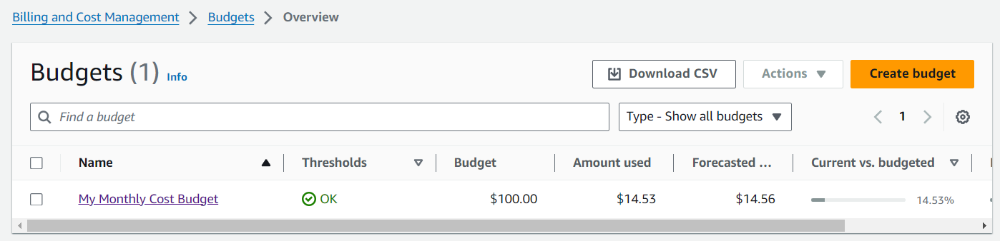 Billing and Cost Management > Budgets > Overview
Budgets (1) Info
Download CSV
Actions
Create budget
Find a budget
Type - Show all budgets
1
Name Thresholds Budget Amount used Forecasted ... Current vs. budgeted
My Monthly Cost Budget OK $100.00 $14.53 $14.56 14.53%